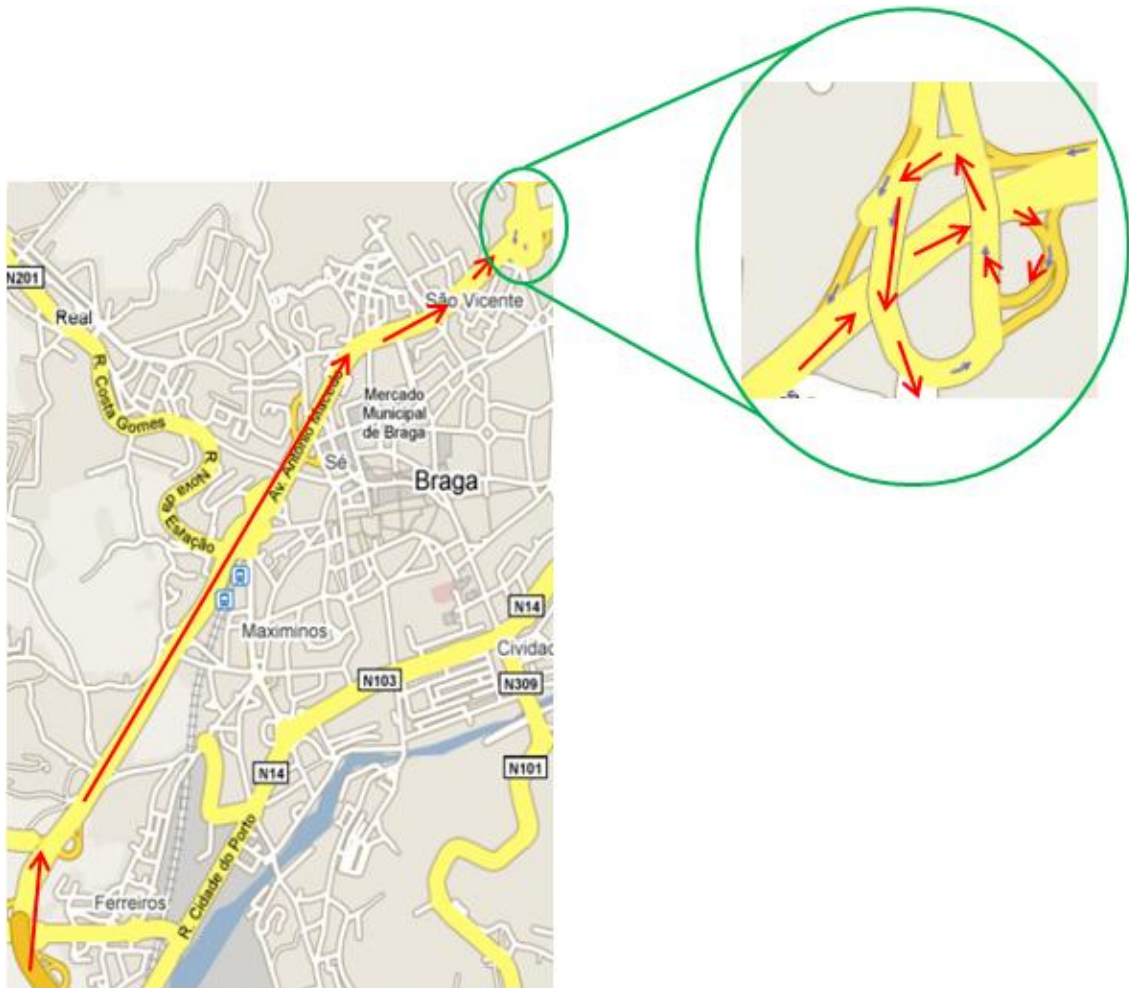 N201
Real
R. Costa Gomes
R. Nova da
Estação
Av. António Macedo
São Vicente
Mercado
Municipal
de Braga
Sé
Braga
Maximinos
N14
Cividad
N103
N309
N14
N101
R. Cidade do Porto
Ferreiros